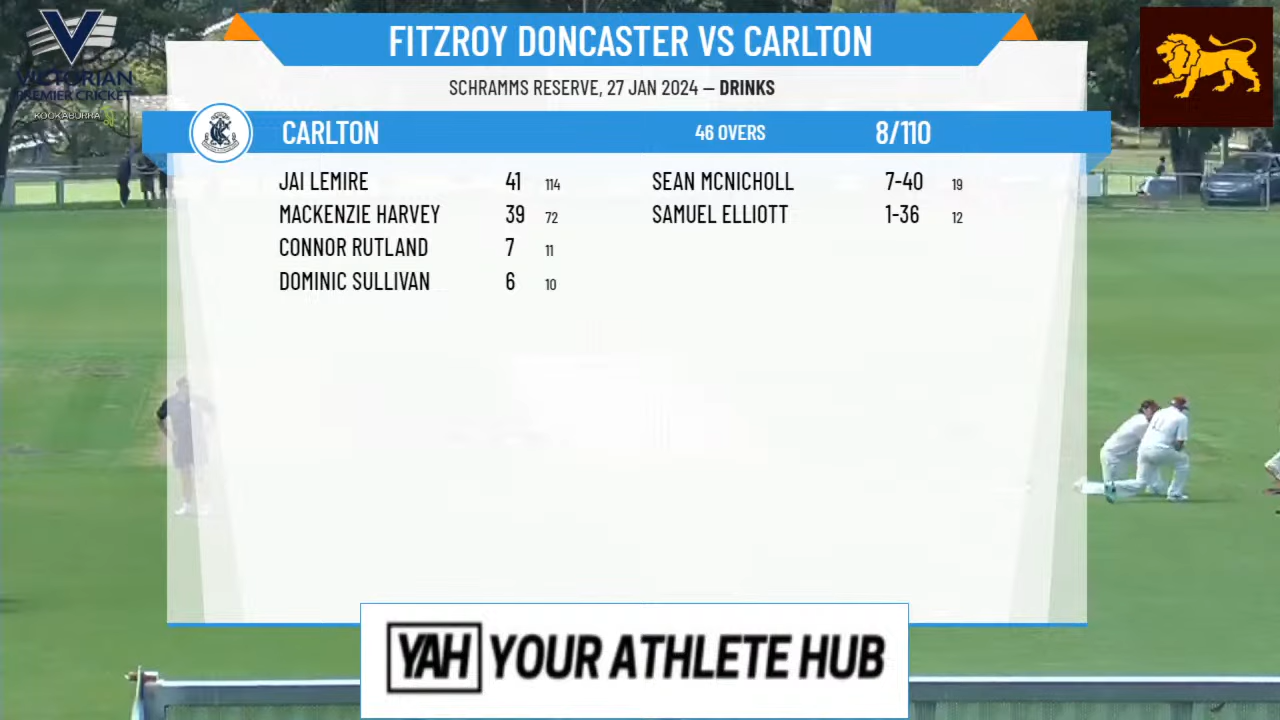 FITZROY DONCASTER VS CARLTON
SCHRAMMS RESERVE, 27 JAN 2024 – DRINKS
VICTORIAN
PREMIER CRICKET
KOOKABURRA
CARLTON 46 OVERS 8/110
JAI LEMIRE 41 114 SEAN MCNICHOLL 7-40 19
MACKENZIE HARVEY 39 72 SAMUEL ELLIOTT 1-36 12
CONNOR RUTLAND 7 11
DOMINIC SULLIVAN 6 10
YAH YOUR ATHLETE HUB